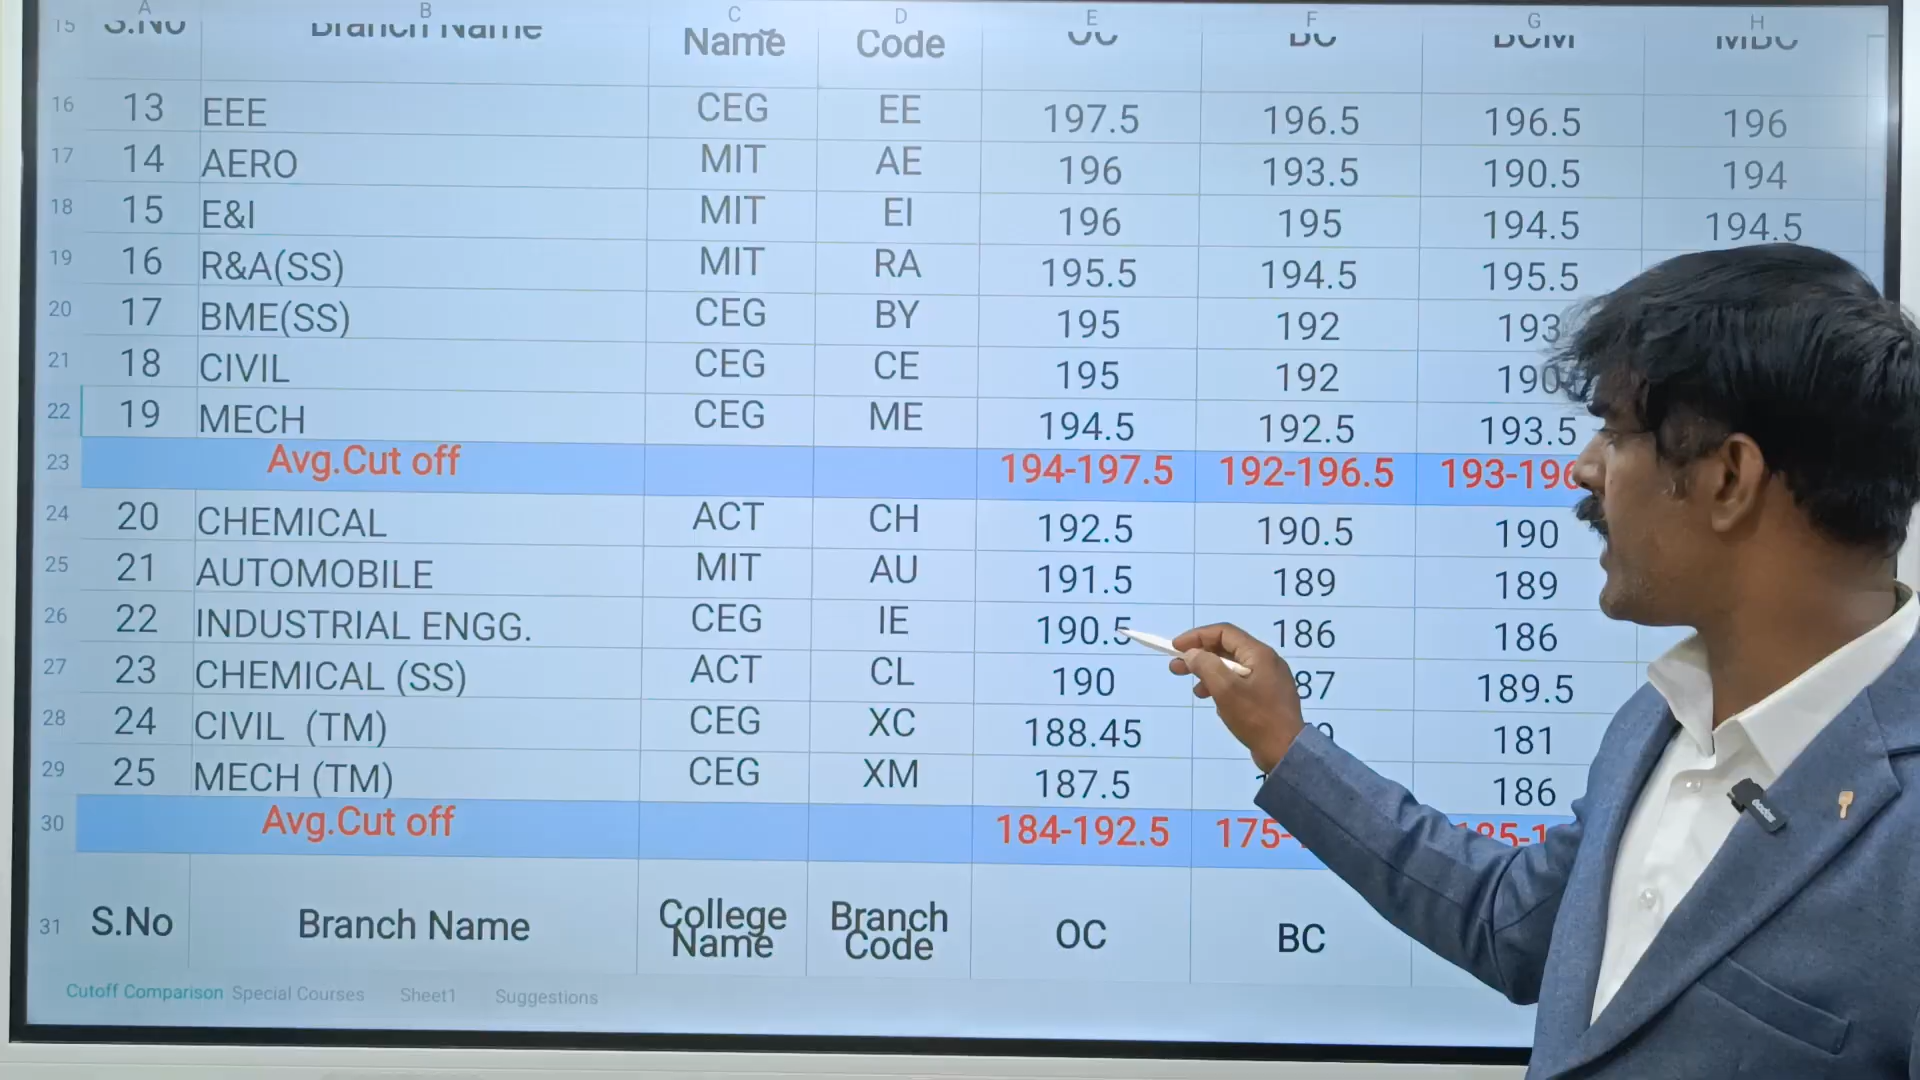 A B C D E F G H
15 S.No Branch Name Name Code OC BC BCM MBC
16 13 EEE CEG EE 197.5 196.5 196.5 196
17 14 AERO MIT AE 196 193.5 190.5 194
18 15 E&I MIT EI 196 195 194.5 194.5
19 16 R&A(SS) MIT RA 195.5 194.5 195.5
20 17 BME(SS) CEG BY 195 192 193
21 18 CIVIL CEG CE 195 192 190
22 19 MECH CEG ME 194.5 192.5 193.5
23 Avg.Cut off 194-197.5 192-196.5 193-196
24 20 CHEMICAL ACT CH 192.5 190.5 190
25 21 AUTOMOBILE MIT AU 191.5 189 189
26 22 INDUSTRIAL ENGG. CEG IE 190.5 186 186
27 23 CHEMICAL (SS) ACT CL 190 87 189.5
28 24 CIVIL (TM) CEG XC 188.45 181
29 25 MECH (TM) CEG XM 187.5 186
30 Avg.Cut off 184-192.5 175-
31 S.No Branch Name College Name Branch Code OC BC
Cutoff Comparison Special Courses Sheet1 Suggestions